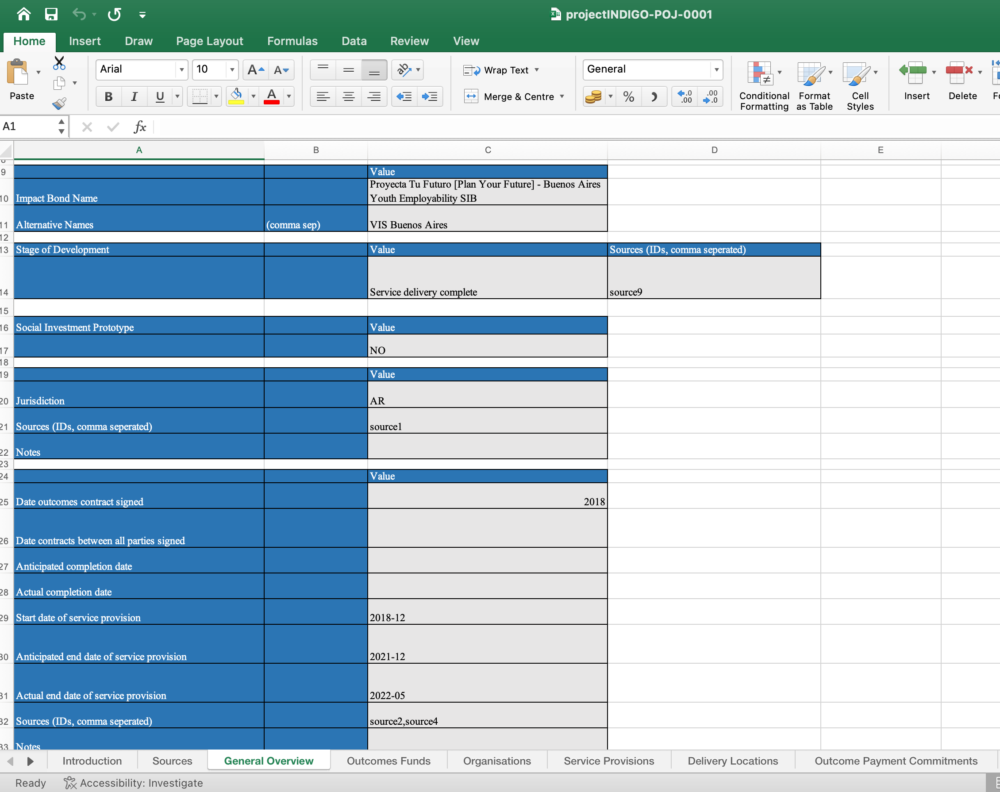 projectINDIGO-POJ-0001
Home Insert Draw Page Layout Formulas Data Review View
Arial 10 A A Wrap Text General
Paste B I U A Merge & Centre % Conditional Formatting Format as Table Cell Styles Insert Delete
A1 fx
A B C D E
9 Value
Proyecta Tu Futuro [Plan Your Future] - Buenos Aires
10 Impact Bond Name Youth Employability SIB
11 Alternative Names (comma sep) VIS Buenos Aires
12
13 Stage of Development Value Sources (IDs, comma seperated)
14 Service delivery complete source9
15
16 Social Investment Prototype Value
17 NO
18
19 Value
20 Jurisdiction AR
21 Sources (IDs, comma seperated) source1
22 Notes
23
24 Value
25 Date outcomes contract signed 2018
26 Date contracts between all parties signed
27 Anticipated completion date
28 Actual completion date
29 Start date of service provision 2018-12
30 Anticipated end date of service provision 2021-12
31 Actual end date of service provision 2022-05
32 Sources (IDs, comma seperated) source2,source4
33 Notes
Introduction Sources General Overview Outcomes Funds Organisations Service Provisions Delivery Locations Outcome Payment Commitments
Ready Accessibility: Investigate